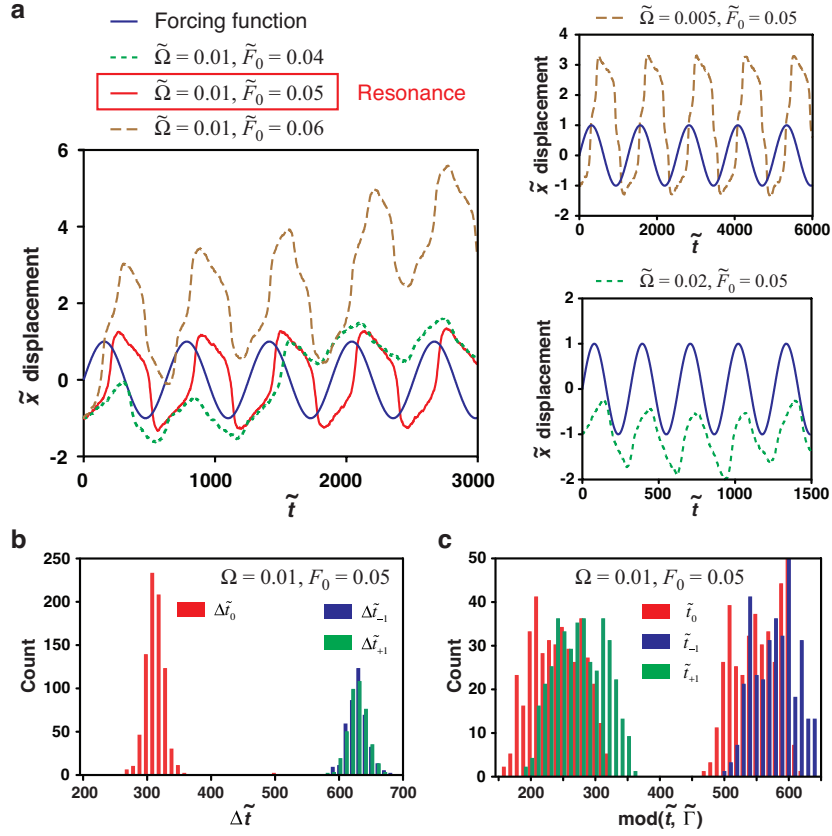 a
Forcing function
Ω̃ = 0.01, F̃₀ = 0.04
Ω̃ = 0.01, F̃₀ = 0.05 Resonance
Ω̃ = 0.01, F̃₀ = 0.06
x̃ displacement
6
4
2
0
-2
0 1000 2000 3000
t̃
Ω̃ = 0.005, F̃₀ = 0.05
x̃ displacement
4
3
2
1
0
-1
-2
0 2000 4000 6000
t̃
Ω̃ = 0.02, F̃₀ = 0.05
x̃ displacement
1
0
-1
-2
0 500 1000 1500
t̃
b
Ω = 0.01, F₀ = 0.05
Δt̃₀
Δt̃₋₁
Δt̃₊₁
Count
250
200
150
100
50
0
200 300 400 500 600 700
Δt̃
c
Ω = 0.01, F₀ = 0.05
t̃₀
t̃₋₁
t̃₊₁
Count
50
40
30
20
10
0
200 300 400 500 600
mod(t̃, Γ̃)